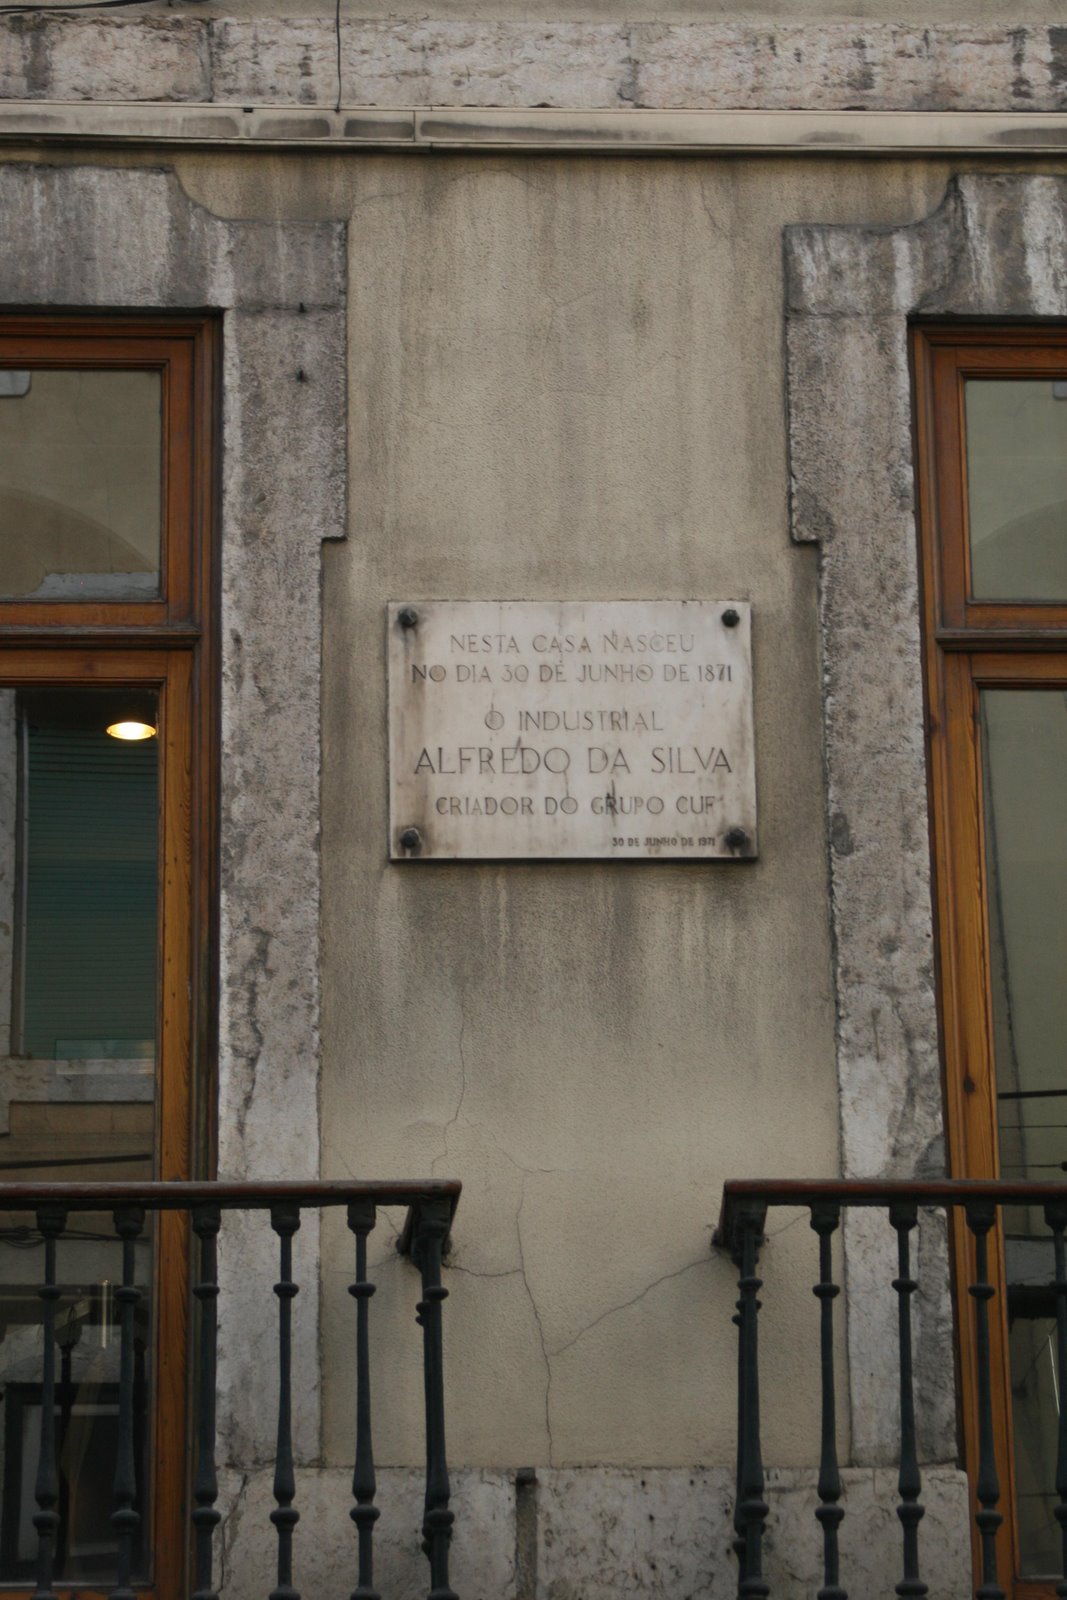 NESTA CASA NASCEU
NO DIA 30 DE JUNHO DE 1871
O INDUSTRIAL
ALFREDO DA SILVA
CRIADOR DO GRUPO CUF
30 DE JUNHO DE 1971